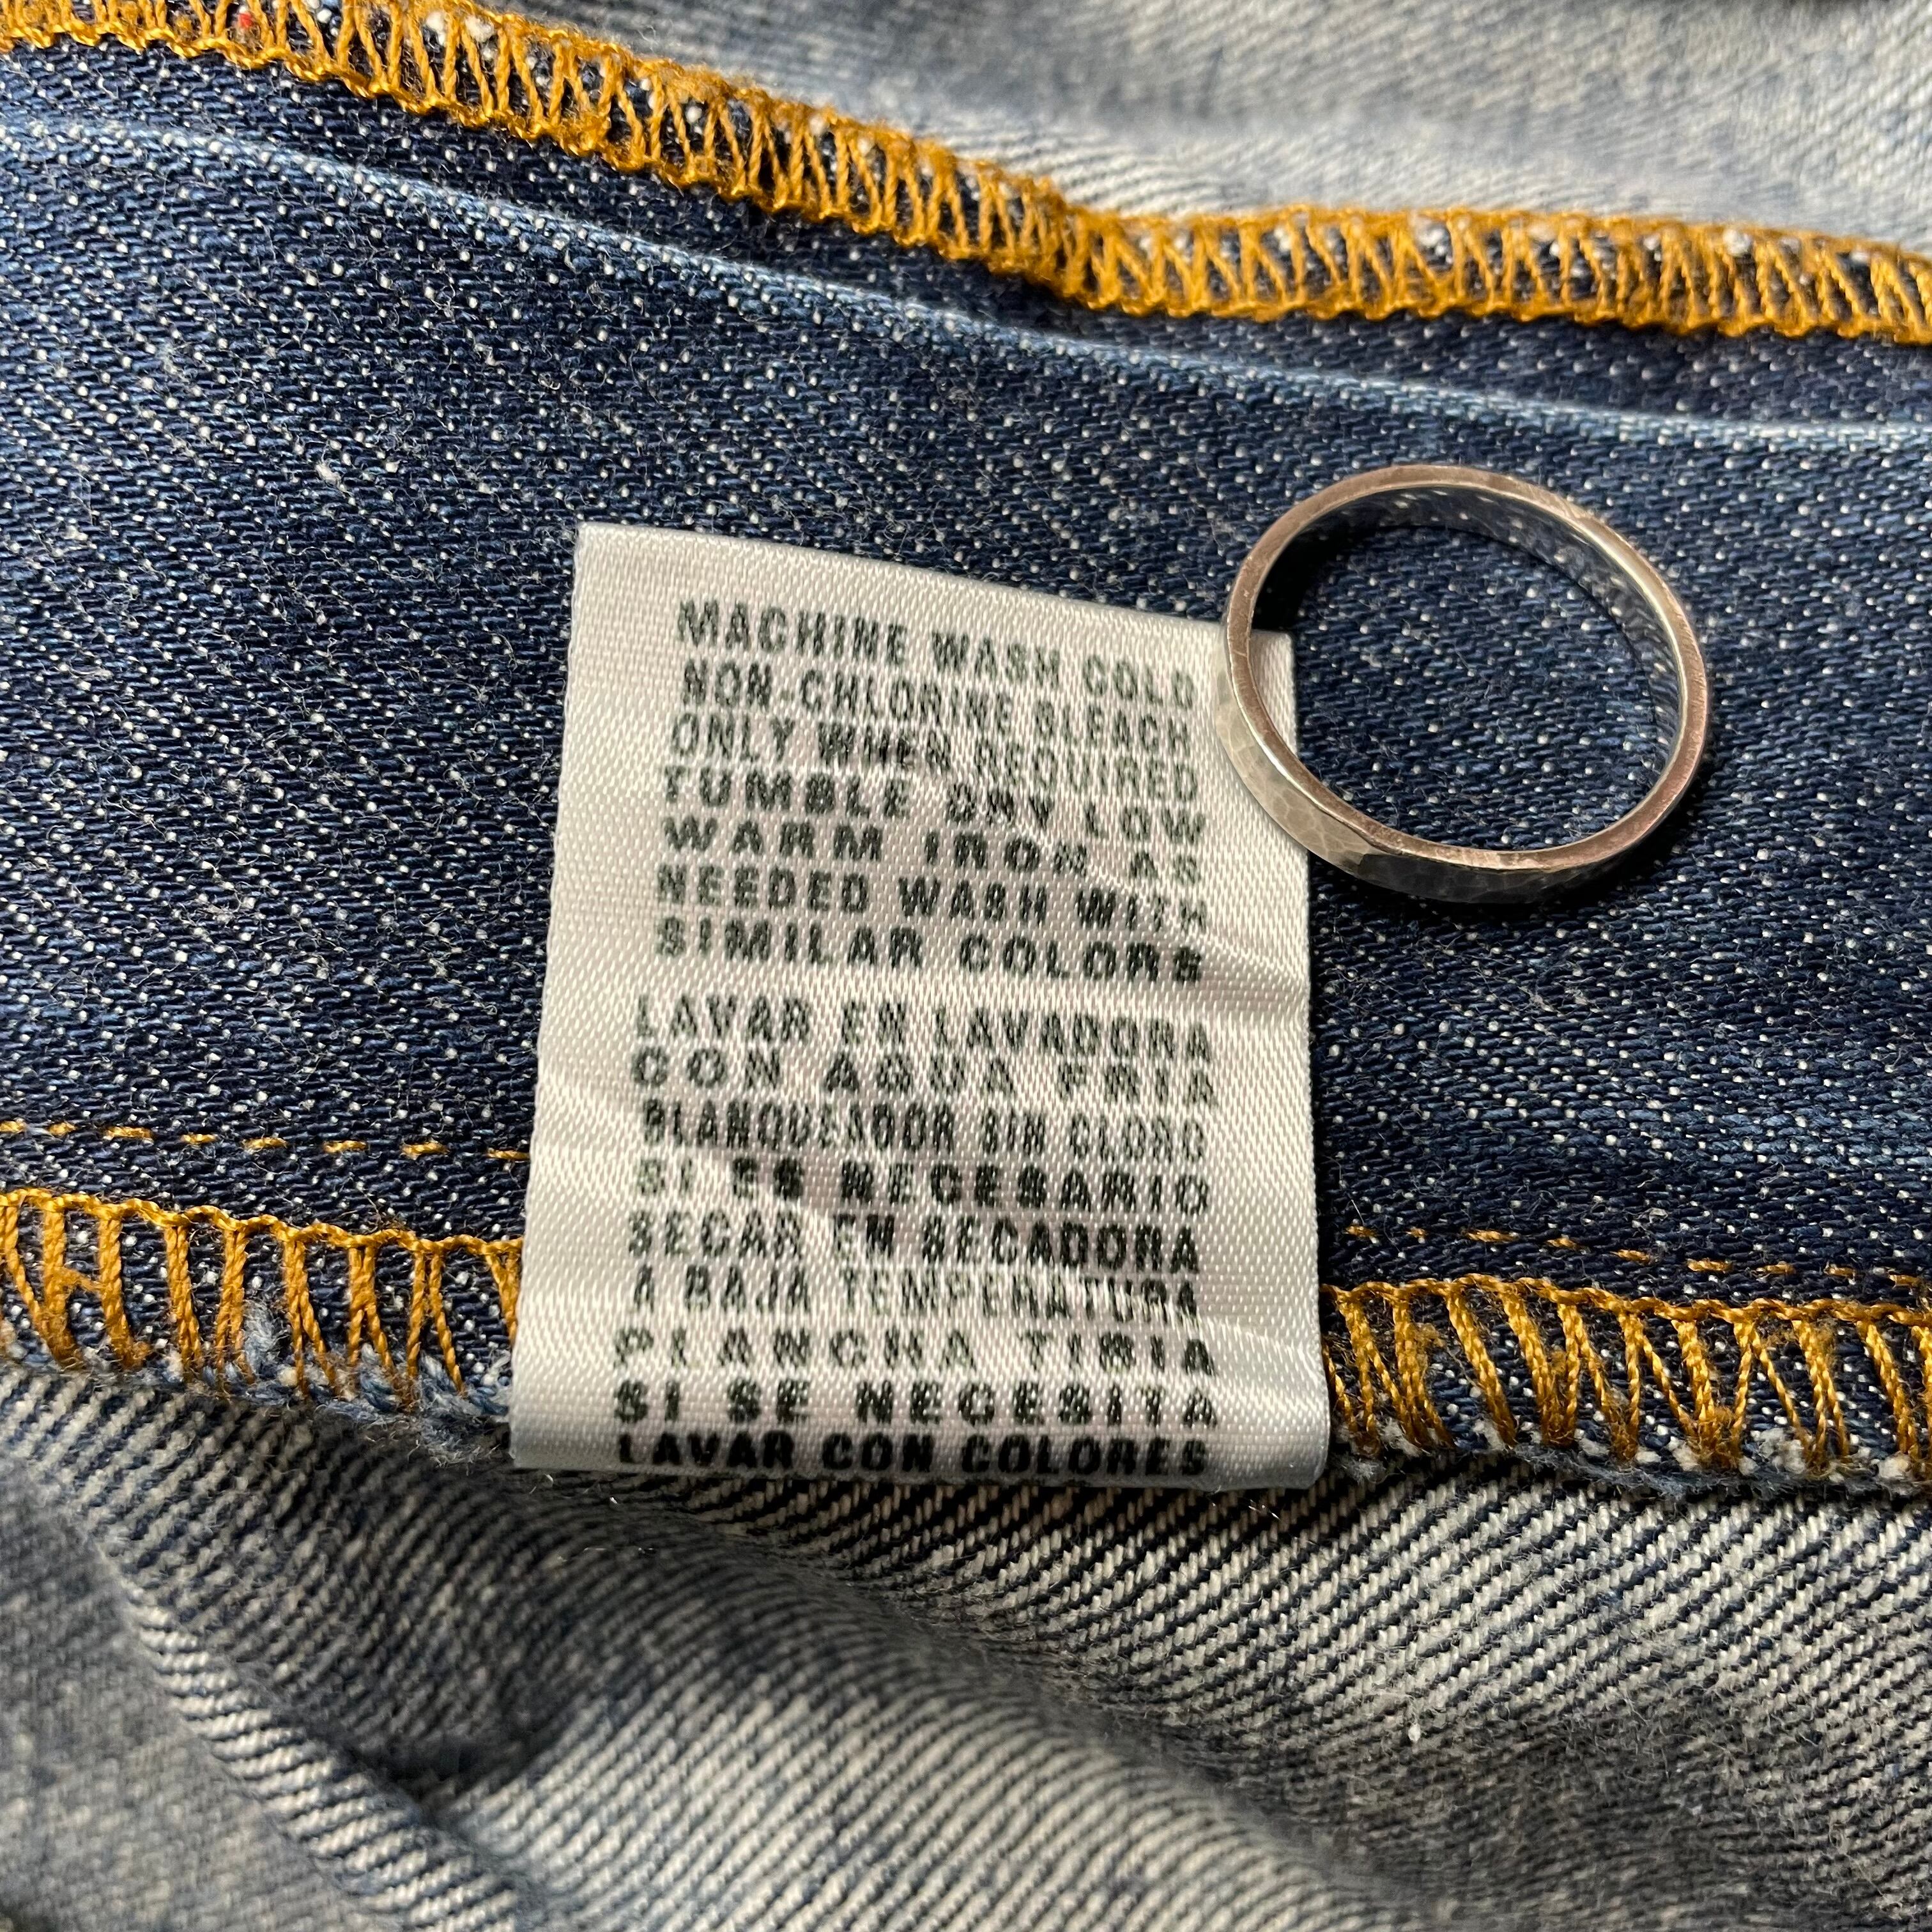 MACHINE WASH COLD
NON-CHLORINE BLEACH
ONLY WHEN REQUIRED
TUMBLE DRY LOW
WARM IRON AS
NEEDED WASH WITH
SIMILAR COLORS
LAVAR EN LAVADORA
CON AGUA FRIA
BLANQUEADOR SIN CLORO
SI ES NECESARIO
SECAR EN SECADORA
A BAJA TEMPERATURA
PLANCHA TIBIA
SI SE NECESITA
LAVAR CON COLORES